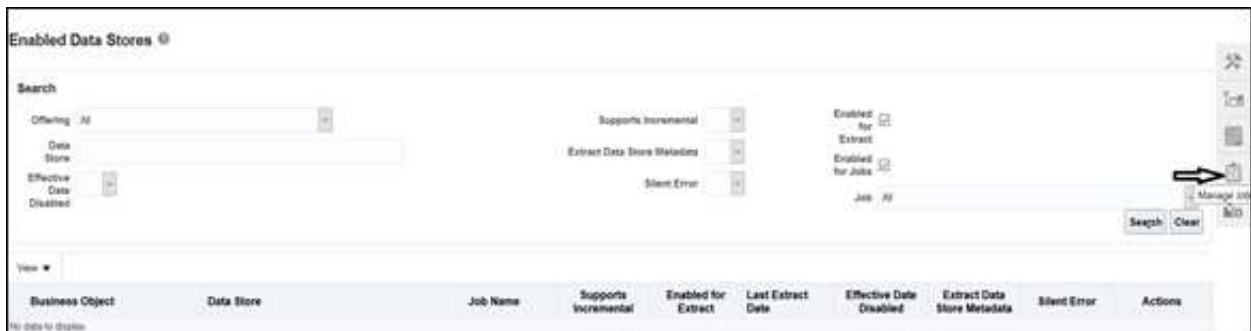 Enabled Data Stores
Search
Offering All
Data Store
Effective Date Disabled
Supports Incremental
Extract Data Store Metadata
Silent Error
Enabled for Extract
Enabled for Jobs
Job All
Manage Job
Search Clear
View
Business Object Data Store Job Name Supports Incremental Enabled for Extract Last Extract Date Effective Date Disabled Extract Data Store Metadata Silent Error Actions
No data to display